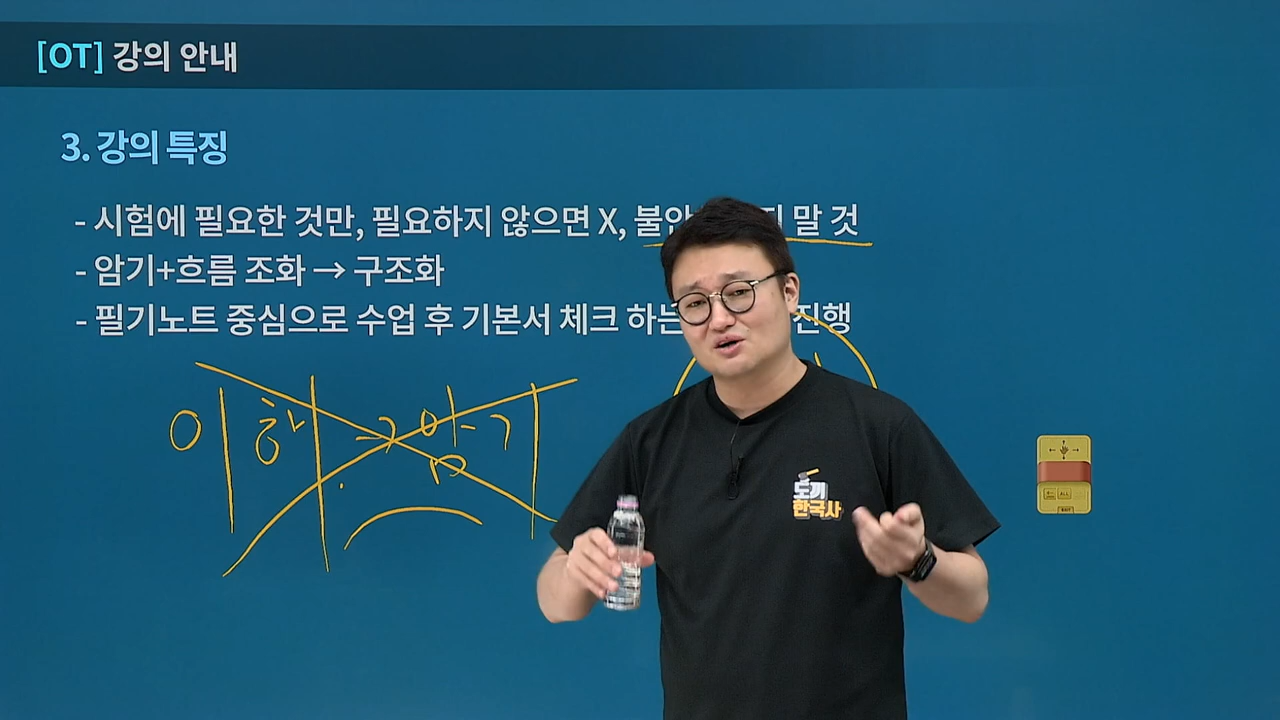 [OT] 강의 안내
3. 강의 특징
- 시험에 필요한 것만, 필요하지 않으면 X, 불안 말 것
- 암기+흐름 조화 → 구조화
- 필기노트 중심으로 수업 후 기본서 체크 하는 진행
도끼
한국사
ALL
EXIT